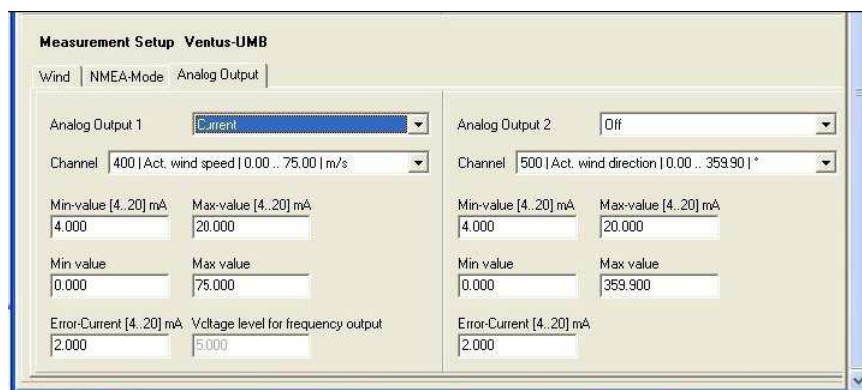 Measurement Setup Ventus-UMB
Wind NMEA-Mode Analog Output
Analog Output 1 Current
Channel 400 | Act. wind speed | 0.00 .. 75.00 | m/s
Min-value [4..20] mA Max-value [4..20] mA
4.000 20.000
Min value Max value
0.000 75.000
Error-Current [4..20] mA Voltage level for frequency output
2.000 5.000
Analog Output 2 Off
Channel 500 | Act. wind direction | 0.00 .. 359.90 | °
Min-value [4..20] mA Max-value [4..20] mA
4.000 20.000
Min value Max value
0.000 359.900
Error-Current [4..20] mA
2.000